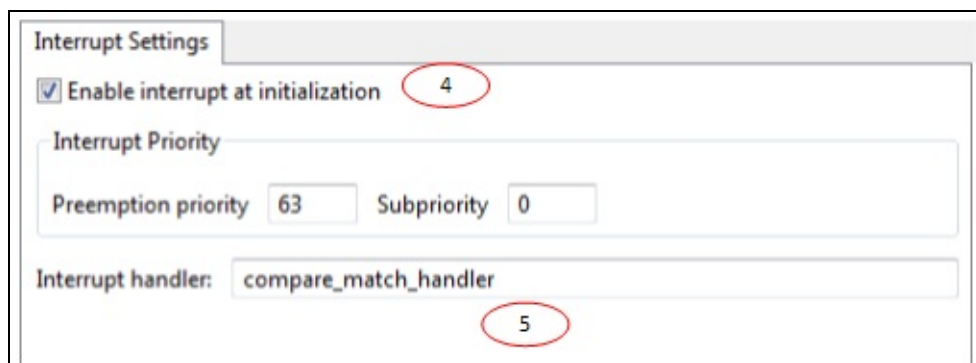 Interrupt Settings
Enable interrupt at initialization 4
Interrupt Priority
Preemption priority 63 Subpriority 0
Interrupt handler: compare_match_handler
5